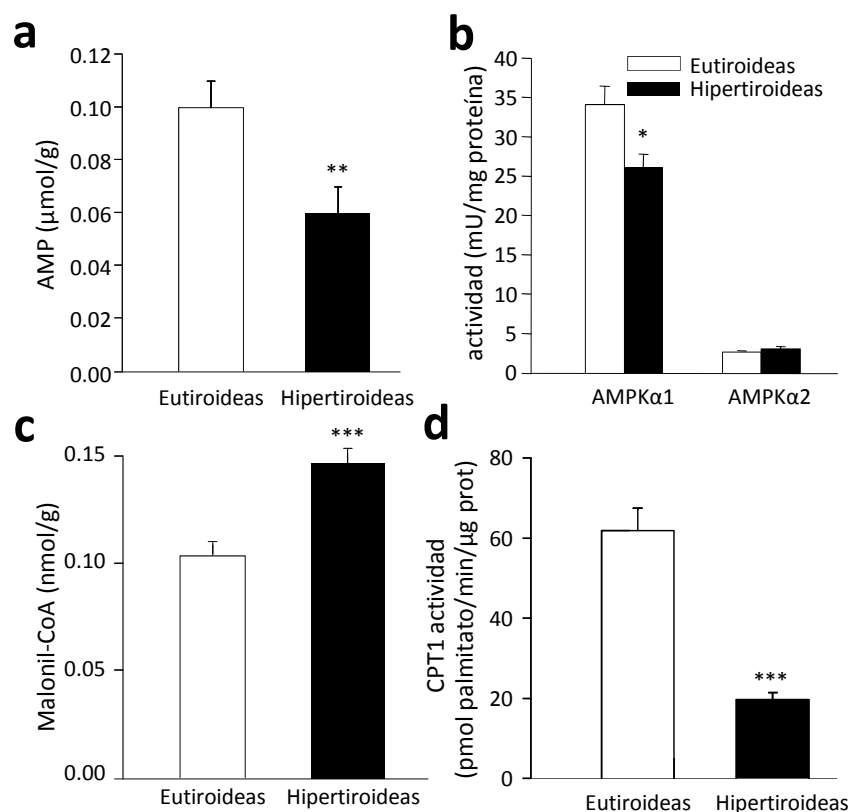 a
AMP (µmol/g)
0.12
0.10
0.08
0.06
0.04
0.02
0.00
**
Eutiroideas
Hipertiroideas
b
actividad (mU/mg proteína)
40
35
30
25
20
15
10
5
0
Eutiroideas
Hipertiroideas
*
AMPKα1
AMPKα2
c
Malonil-CoA (nmol/g)
0.15
0.10
0.05
0.00
***
Eutiroideas
Hipertiroideas
d
CPT1 actividad
(pmol palmitato/min/µg prot)
80
60
40
20
0
***
Eutiroideas
Hipertiroideas